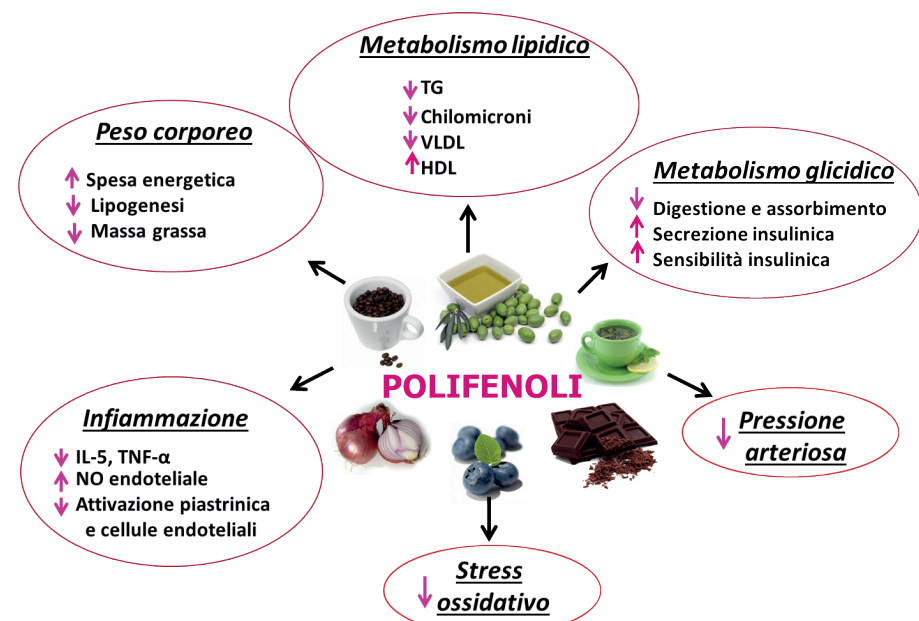 Metabolismo lipidico
↓ TG
↓ Chilomicroni
↓ VLDL
↑ HDL
Peso corporeo
↑ Spesa energetica
↓ Lipogenesi
↓ Massa grassa
Metabolismo glicidico
↓ Digestione e assorbimento
↑ Secrezione insulinica
↑ Sensibilità insulinica
POLIFENOLI
Infiammazione
↓ IL-5, TNF-α
↑ NO endoteliale
↓ Attivazione piastrinica
e cellule endoteliali
↓ Pressione
arteriosa
↓ Stress
ossidativo